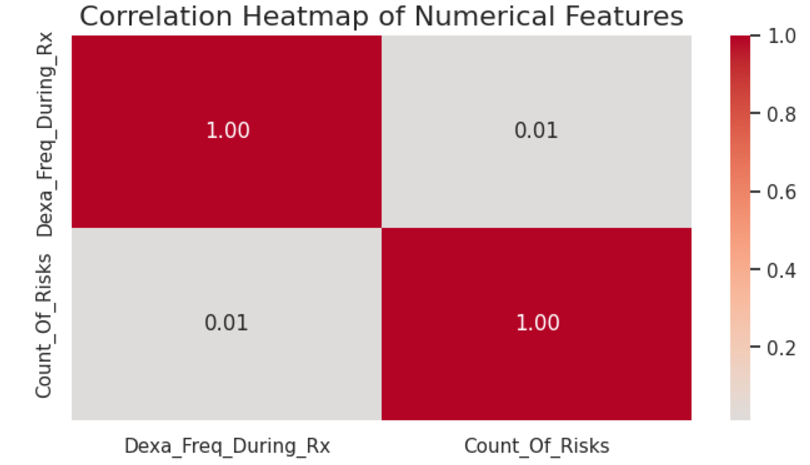 Correlation Heatmap of Numerical Features
Dexa_Freq_During_Rx
1.00
0.01
1.0
0.8
0.6
0.4
0.2
Count_Of_Risks
0.01
1.00
Dexa_Freq_During_Rx
Count_Of_Risks